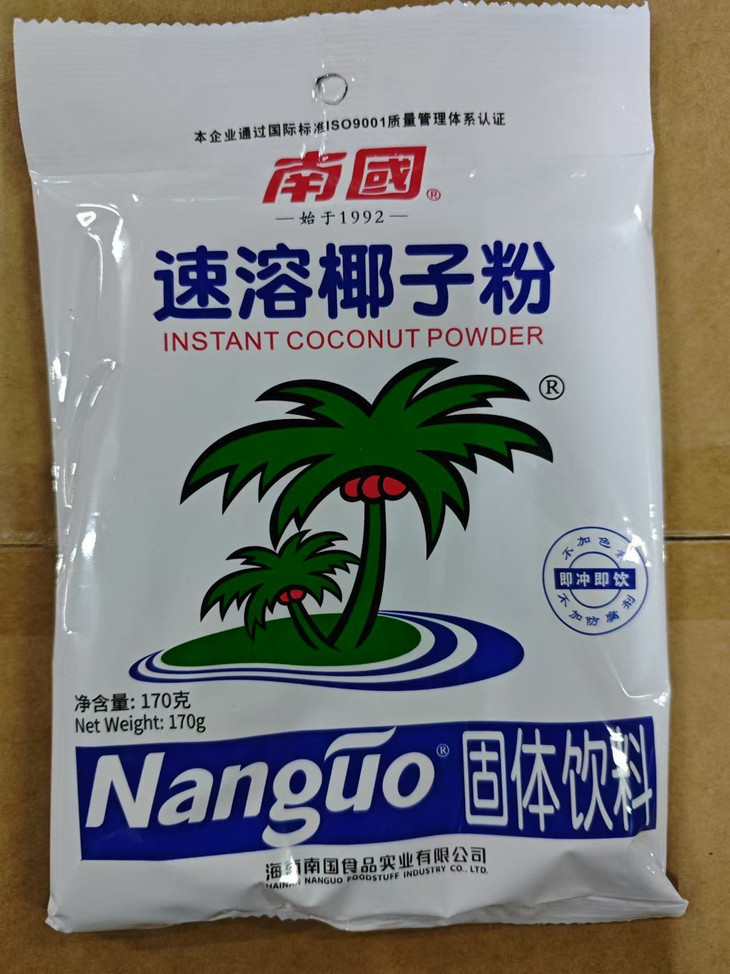 本企业通过国际标准ISO9001质量管理体系认证
南國®
始于1992
速溶椰子粉
INSTANT COCONUT POWDER
®
不加色
即冲即饮
不加防腐剂
净含量: 170克
Net Weight: 170g
Nanguo® 固体饮料
海南南国食品实业有限公司
HAINAN NANGUO FOODSTUFF INDUSTRY CO., LTD.